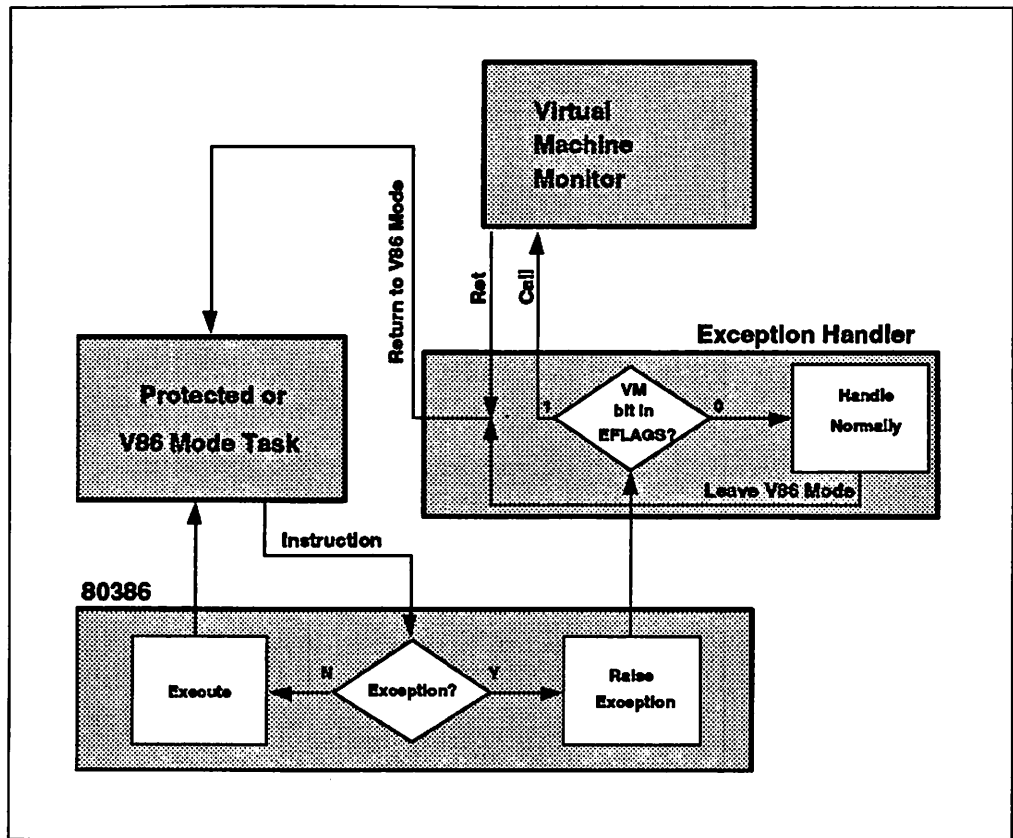 Virtual
Machine
Monitor
Return to V86 Mode
Ret
Call
Exception Handler
Protected or
V86 Mode Task
VM
bit in
EFLAGS?
0
Handle
Normally
Leave V86 Mode
Instruction
80386
Execute
N
Exception?
Y
Raise
Exception